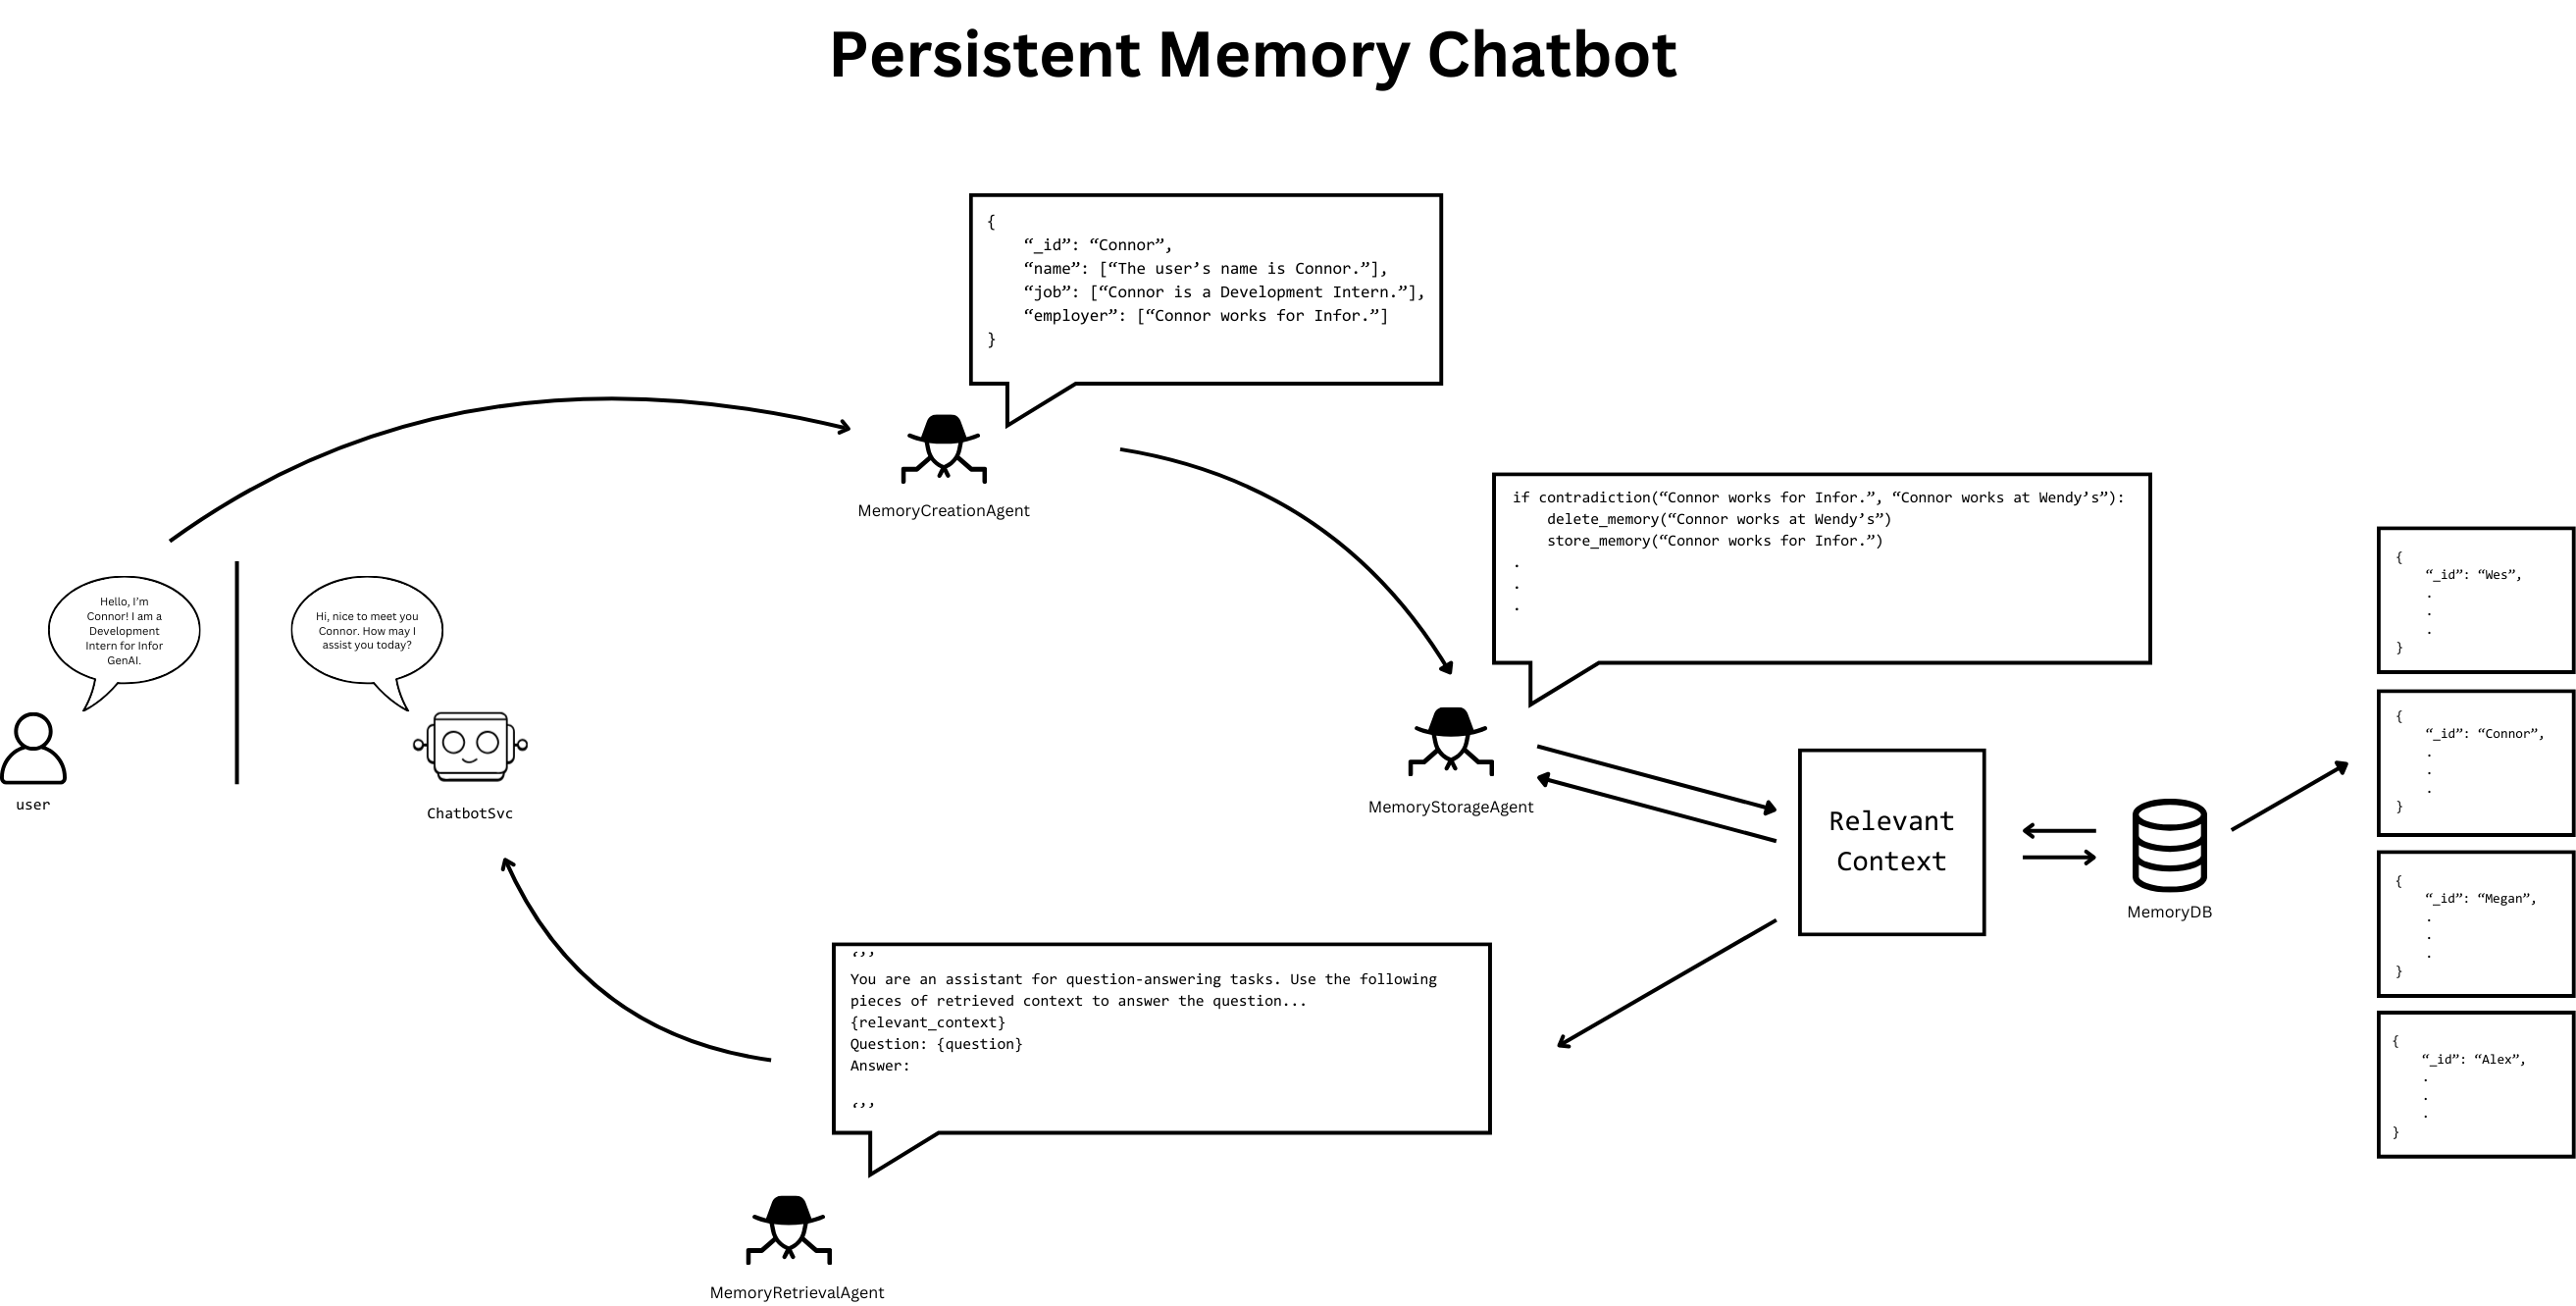 Persistent Memory Chatbot
{
“_id”: “Connor”,
“name”: [“The user’s name is Connor.”],
“job”: [“Connor is a Development Intern.”],
“employer”: [“Connor works for Infor.”]
}
MemoryCreationAgent
Hello, I’m
Connor! I am a
Development
Intern for Infor
GenAI.
user
Hi, nice to meet you
Connor. How may I
assist you today?
ChatbotSvc
if contradiction(“Connor works for Infor.”, “Connor works at Wendy’s”):
delete_memory(“Connor works at Wendy’s”)
store_memory(“Connor works for Infor.”)
.
.
.
MemoryStorageAgent
Relevant
Context
MemoryDB
{
“_id”: “Wes”,
.
.
.
}
{
“_id”: “Connor”,
.
.
.
}
{
“_id”: “Megan”,
.
.
.
}
{
“_id”: “Alex”,
.
.
.
}
‘’’
You are an assistant for question-answering tasks. Use the following
pieces of retrieved context to answer the question...
{relevant_context}
Question: {question}
Answer:
‘’’
MemoryRetrievalAgent